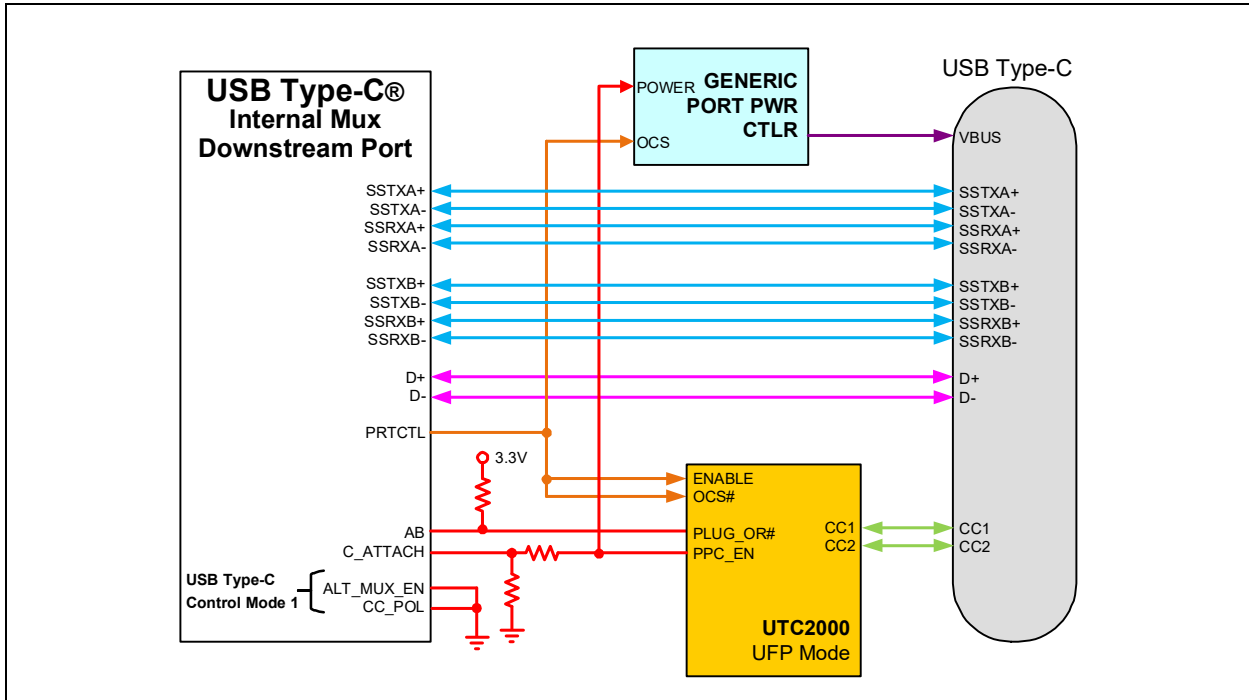 USB Type-C®
Internal Mux
Downstream Port
SSTXA+
SSTXA-
SSRXA+
SSRXA-
SSTXB+
SSTXB-
SSRXB+
SSRXB-
D+
D-
PRTCTL
AB
C_ATTACH
ALT_MUX_EN
CC_POL
USB Type-C
Control Mode 1
3.3V
POWER
GENERIC
PORT PWR
CTLR
OCS
ENABLE
OCS#
PLUG_OR#
PPC_EN
CC1
CC2
UTC2000
UFP Mode
USB Type-C
VBUS
SSTXA+
SSTXA-
SSRXA+
SSRXA-
SSTXB+
SSTXB-
SSRXB+
SSRXB-
D+
D-
CC1
CC2